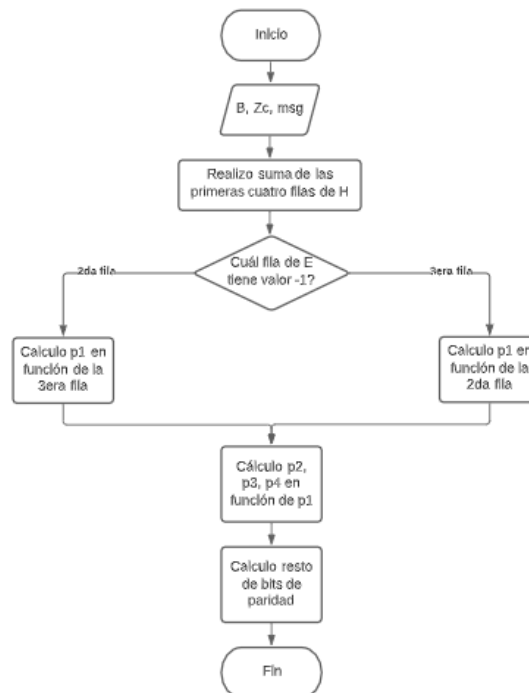 Inicio
B, Zc, msg
Realizo suma de las
primeras cuatro filas de H
Cuál fila de E
tiene valor -1?
2da fila
3era fila
Calculo p1 en
función de la
3era fila
Calculo p1 en
función de la
2da fila
Cálculo p2,
p3, p4 en
función de p1
Calculo resto
de bits de
paridad
Fin